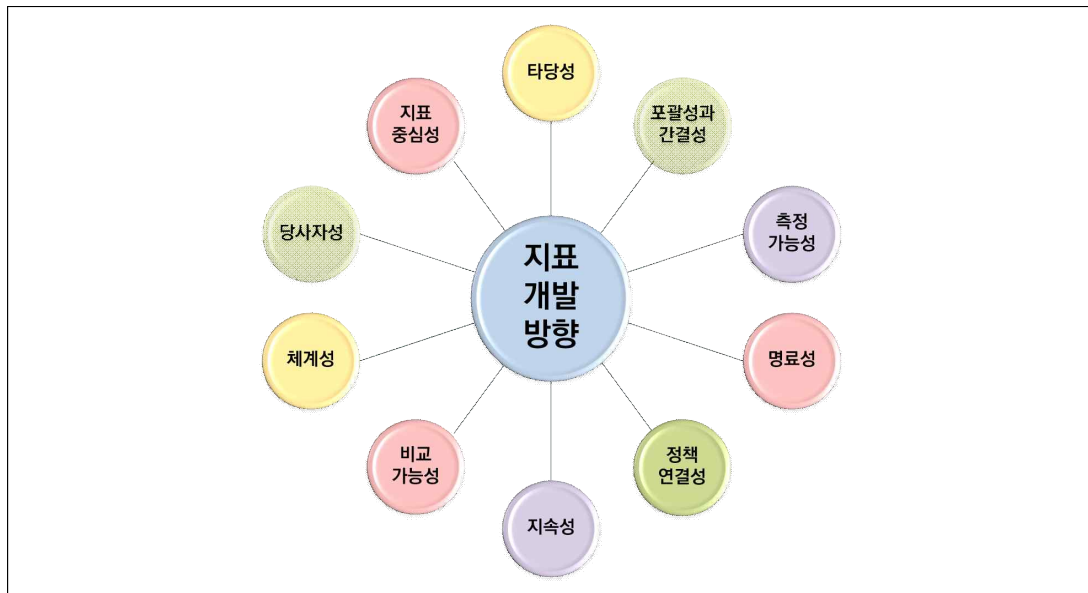 타당성
포괄성과
간결성
측정
가능성
명료성
정책
연결성
지속성
비교
가능성
체계성
당사자성
지표
중심성
지표
개발
방향